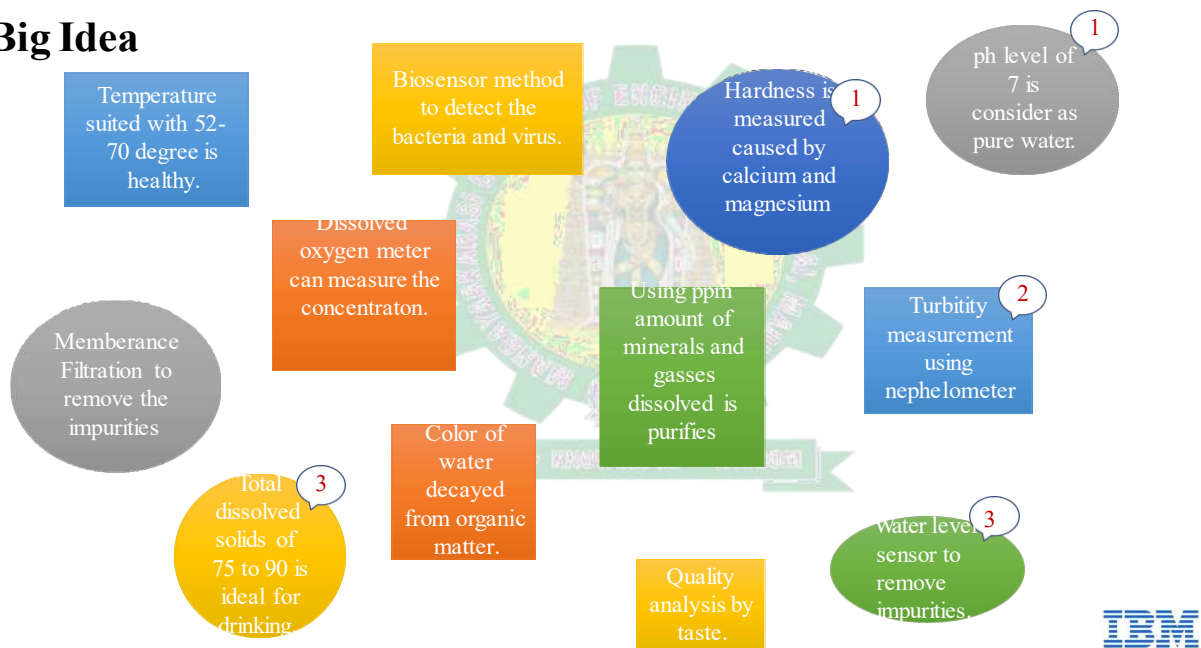 Big Idea
Temperature
suited with 52-
70 degree is
healthy.
Biosensor method
to detect the
bacteria and virus.
Hardness is
measured
caused by
calcium and
magnesium
1
ph level of
7 is
consider as
pure water.
1
Dissolved
oxygen meter
can measure the
concentraton.
Memberance
Filtration to
remove the
impurities
Using ppm
amount of
minerals and
gasses
dissolved is
purifies
Turbitity
measurement
using
nephelometer
2
Color of
water
decayed
from organic
matter.
Total
dissolved
solids of
75 to 90 is
ideal for
drinking.
3
Quality
analysis by
taste.
Water level
sensor to
remove
impurities.
3
IBM